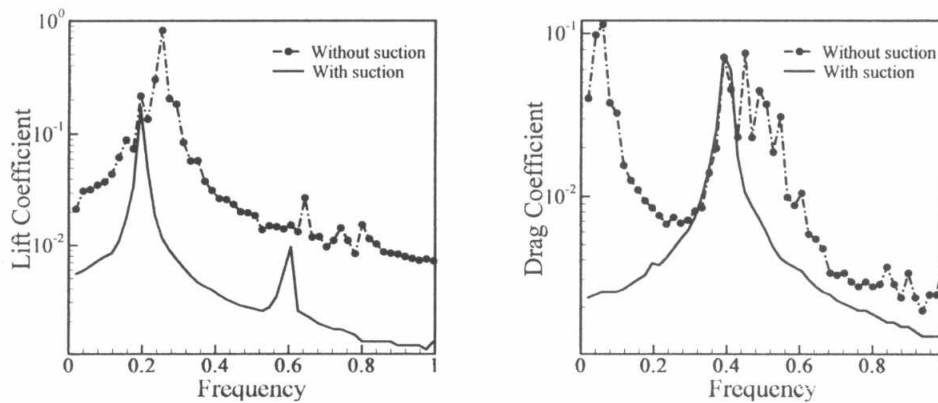 10⁰
10⁻¹
10⁻²
Lift Coefficient
Without suction
With suction
0 0.2 0.4 0.6 0.8 1
Frequency
10⁻¹
10⁻²
Drag Coefficient
Without suction
With suction
0 0.2 0.4 0.6 0.8
Frequency